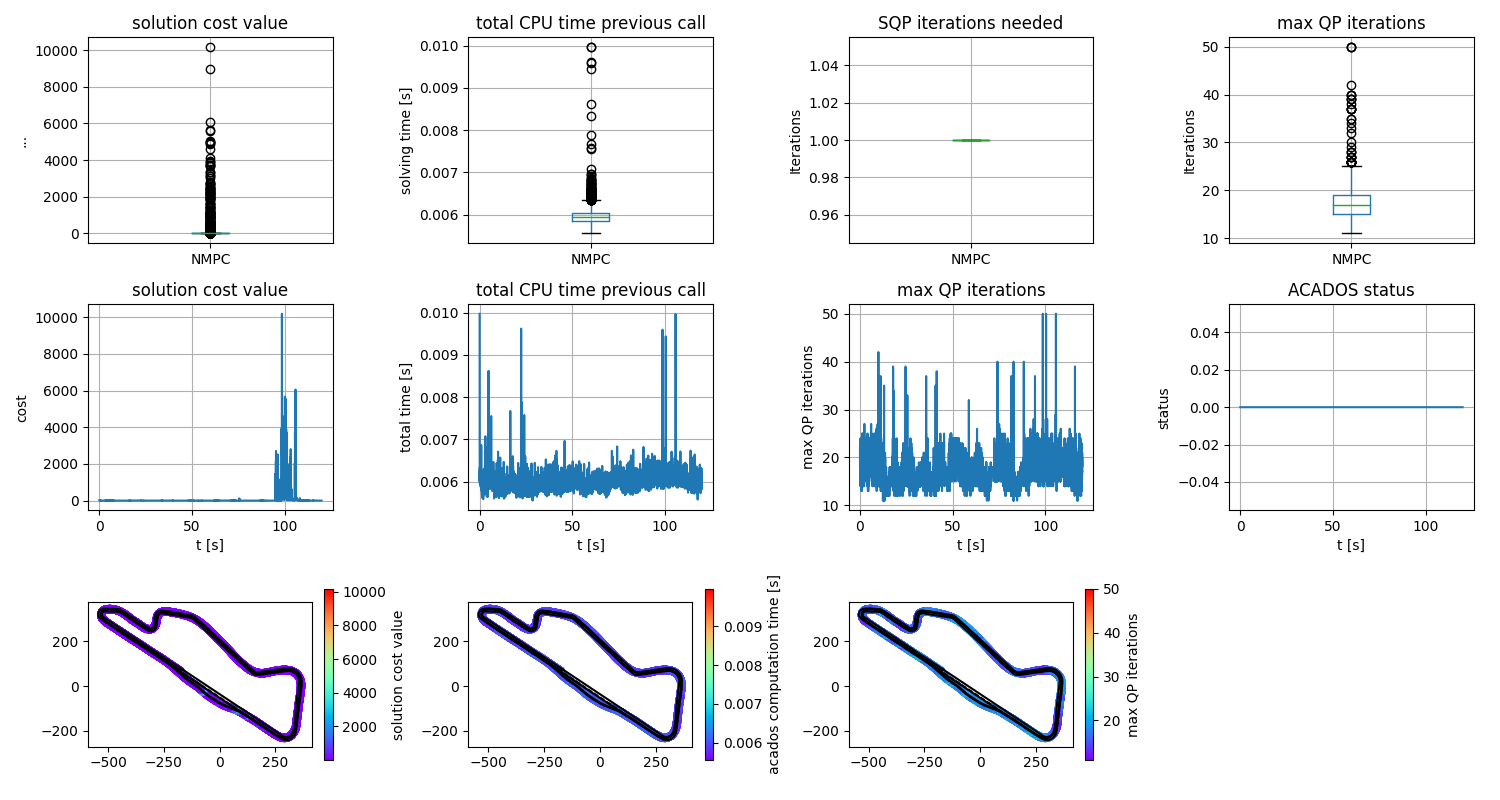 solution cost value
total CPU time previous call
SQP iterations needed
max QP iterations
10000
8000
6000
4000
2000
0
...
NMPC
0.010
0.009
0.008
0.007
0.006
solving time [s]
NMPC
1.04
1.02
1.00
0.98
0.96
Iterations
NMPC
50
40
30
20
10
Iterations
NMPC
solution cost value
total CPU time previous call
max QP iterations
ACADOS status
10000
8000
6000
4000
2000
0
cost
0 50 100
t [s]
0.010
0.009
0.008
0.007
0.006
total time [s]
0 50 100
t [s]
50
40
30
20
10
max QP iterations
0 50 100
t [s]
0.04
0.02
0.00
−0.02
−0.04
status
0 50 100
t [s]
200
0
−200
−500 −250 0 250
10000
8000
6000
4000
2000
solution cost value
200
0
−200
−500 −250 0 250
0.009
0.008
0.007
0.006
acados computation time [s]
200
0
−200
−500 −250 0 250
50
40
30
20
max QP iterations